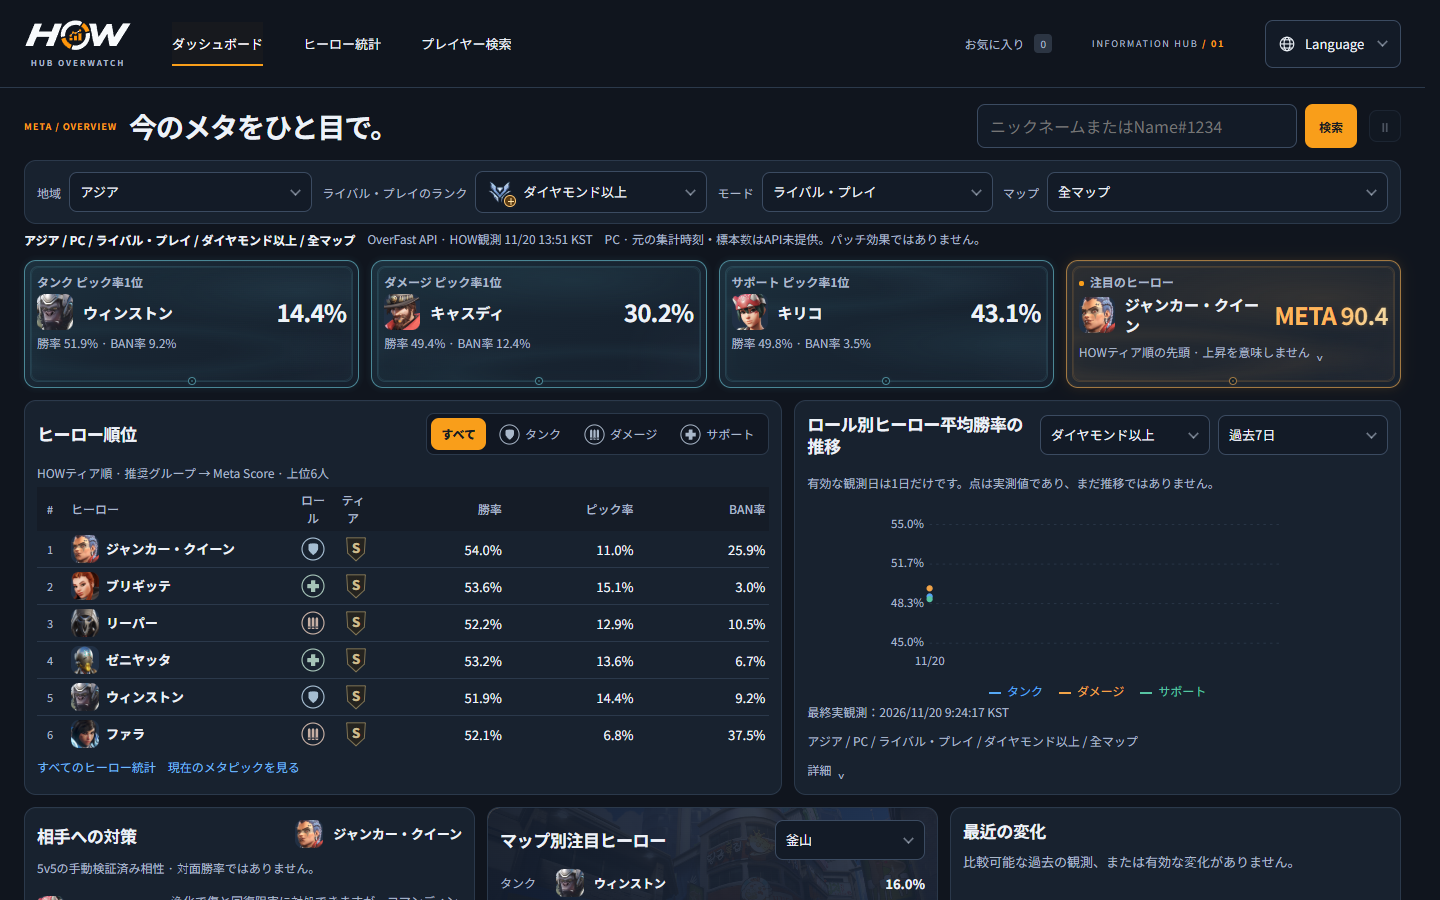 HOW
HUB OVERWATCH
ダッシュボード
ヒーロー統計
プレイヤー検索
お気に入り 0
INFORMATION HUB / 01
Language
META / OVERVIEW
今のメタをひと目で。
ニックネームまたはName#1234
検索
地域
アジア
ライバル・プレイのランク
ダイヤモンド以上
モード
ライバル・プレイ
マップ
全マップ
アジア / PC / ライバル・プレイ / ダイヤモンド以上 / 全マップ
OverFast API · HOW観測 11/20 13:51 KST
PC · 元の集計時刻・標本数はAPI未提供。パッチ効果ではありません。
タンク ピック率1位
ウィンストン
14.4%
勝率 51.9% · BAN率 9.2%
ダメージ ピック率1位
キャスディ
30.2%
勝率 49.4% · BAN率 12.4%
サポート ピック率1位
キリコ
43.1%
勝率 49.8% · BAN率 3.5%
注目のヒーロー
ジャンカー・クイー
ン
META 90.4
HOWティア順の先頭 · 上昇を意味しません
ヒーロー順位
すべて
タンク
ダメージ
サポート
HOWティア順 · 推奨グループ → Meta Score · 上位6人
# ヒーロー ロール ティア 勝率 ピック率 BAN率
1 ジャンカー・クイーン S 54.0% 11.0% 25.9%
2 ブリギッテ S 53.6% 15.1% 3.0%
3 リーパー S 52.2% 12.9% 10.5%
4 ゼニヤッタ S 53.2% 13.6% 6.7%
5 ウィンストン S 51.9% 14.4% 9.2%
6 ファラ S 52.1% 6.8% 37.5%
すべてのヒーロー統計 現在のメタピックを見る
ロール別ヒーロー平均勝率の
推移
ダイヤモンド以上
過去7日
有効な観測日は1日だけです。点は実測値であり、まだ推移ではありません。
55.0%
51.7%
48.3%
45.0%
11/20
タンク ダメージ サポート
最終実観測：2026/11/20 9:24:17 KST
アジア / PC / ライバル・プレイ / ダイヤモンド以上 / 全マップ
詳細
相手への対策
ジャンカー・クイーン
5v5の手動検証済み相性 · 対面勝率ではありません。
マップ別注目ヒーロー
釜山
タンク ウィンストン 16.0%
最近の変化
比較可能な過去の観測、または有効な変化がありません。